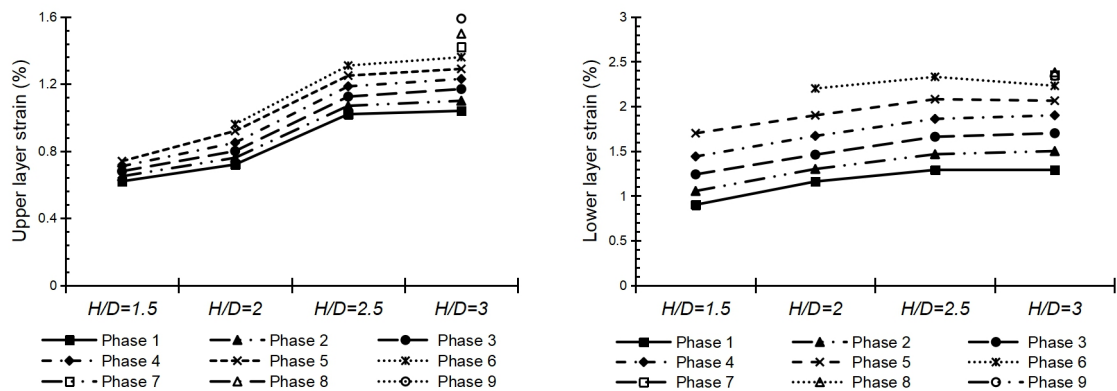 Upper layer strain (%)
1.6
1.2
0.8
0.4
0
H/D=1.5 H/D=2 H/D=2.5 H/D=3
Phase 1 Phase 2 Phase 3
Phase 4 Phase 5 Phase 6
Phase 7 Phase 8 Phase 9
Lower layer strain (%)
3
2.5
2
1.5
1
0.5
0
H/D=1.5 H/D=2 H/D=2.5 H/D=3
Phase 1 Phase 2 Phase 3
Phase 4 Phase 5 Phase 6
Phase 7 Phase 8 Phase 9